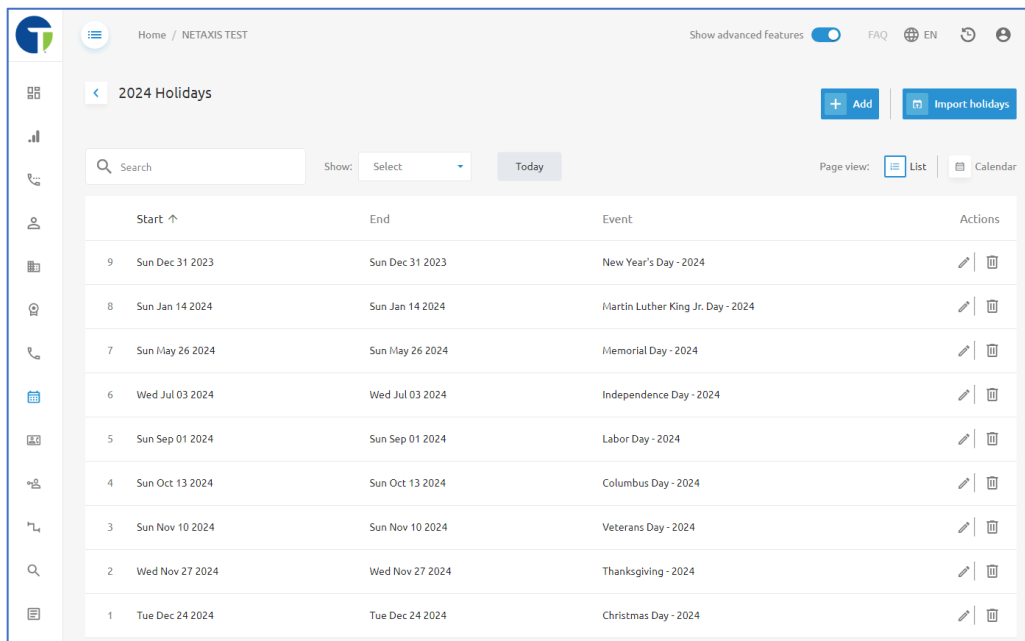 Home / NETAXIS TEST Show advanced features FAQ EN
2024 Holidays
Add Import holidays
Search Show: Select Today Page view: List Calendar
Start End Event Actions
9 Sun Dec 31 2023 Sun Dec 31 2023 New Year's Day - 2024
8 Sun Jan 14 2024 Sun Jan 14 2024 Martin Luther King Jr. Day - 2024
7 Sun May 26 2024 Sun May 26 2024 Memorial Day - 2024
6 Wed Jul 03 2024 Wed Jul 03 2024 Independence Day - 2024
5 Sun Sep 01 2024 Sun Sep 01 2024 Labor Day - 2024
4 Sun Oct 13 2024 Sun Oct 13 2024 Columbus Day - 2024
3 Sun Nov 10 2024 Sun Nov 10 2024 Veterans Day - 2024
2 Wed Nov 27 2024 Wed Nov 27 2024 Thanksgiving - 2024
1 Tue Dec 24 2024 Tue Dec 24 2024 Christmas Day - 2024